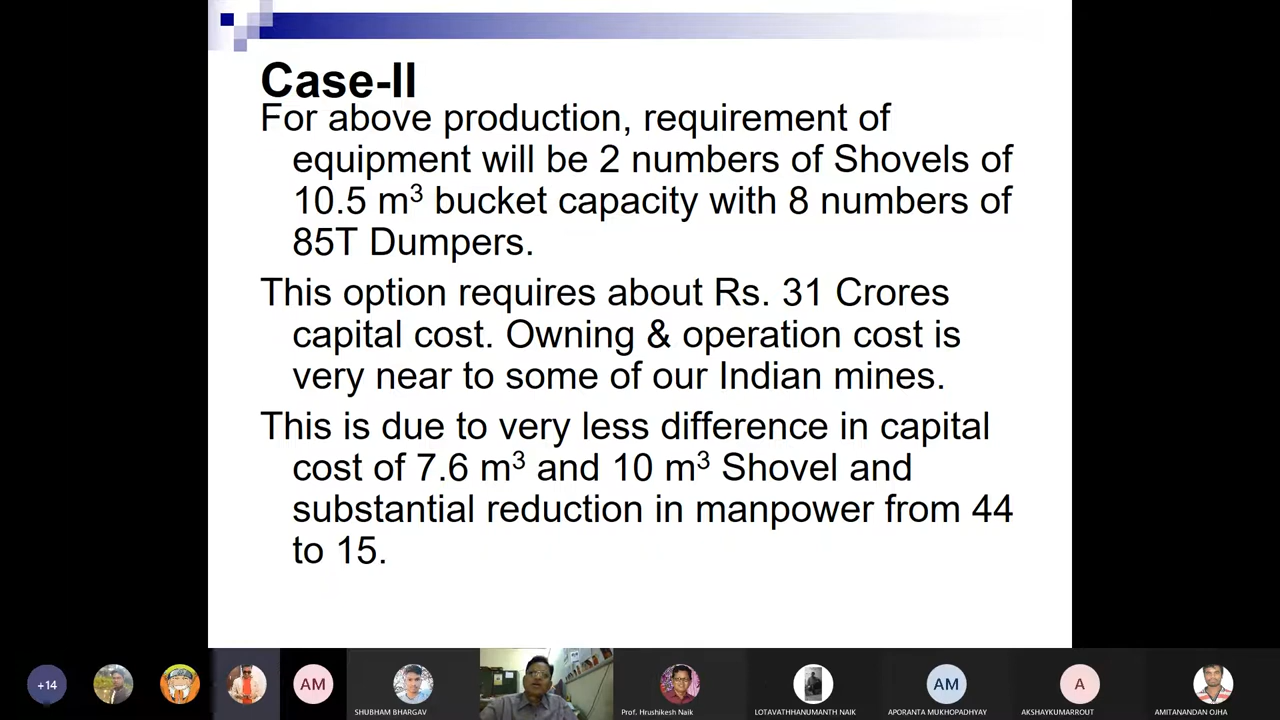 Case-II
For above production, requirement of
equipment will be 2 numbers of Shovels of
10.5 m³ bucket capacity with 8 numbers of
85T Dumpers.
This option requires about Rs. 31 Crores
capital cost. Owning & operation cost is
very near to some of our Indian mines.
This is due to very less difference in capital
cost of 7.6 m³ and 10 m³ Shovel and
substantial reduction in manpower from 44
to 15.
+14
AM
SHUBHAM BHARGAV
Prof. Hrushikesh Naik
LOTAVATHHANUMANTH NAIK
AM
APORANTA MUKHOPADHYAY
A
AKSHAYKUMARROUT
AMITANANDAN OJHA